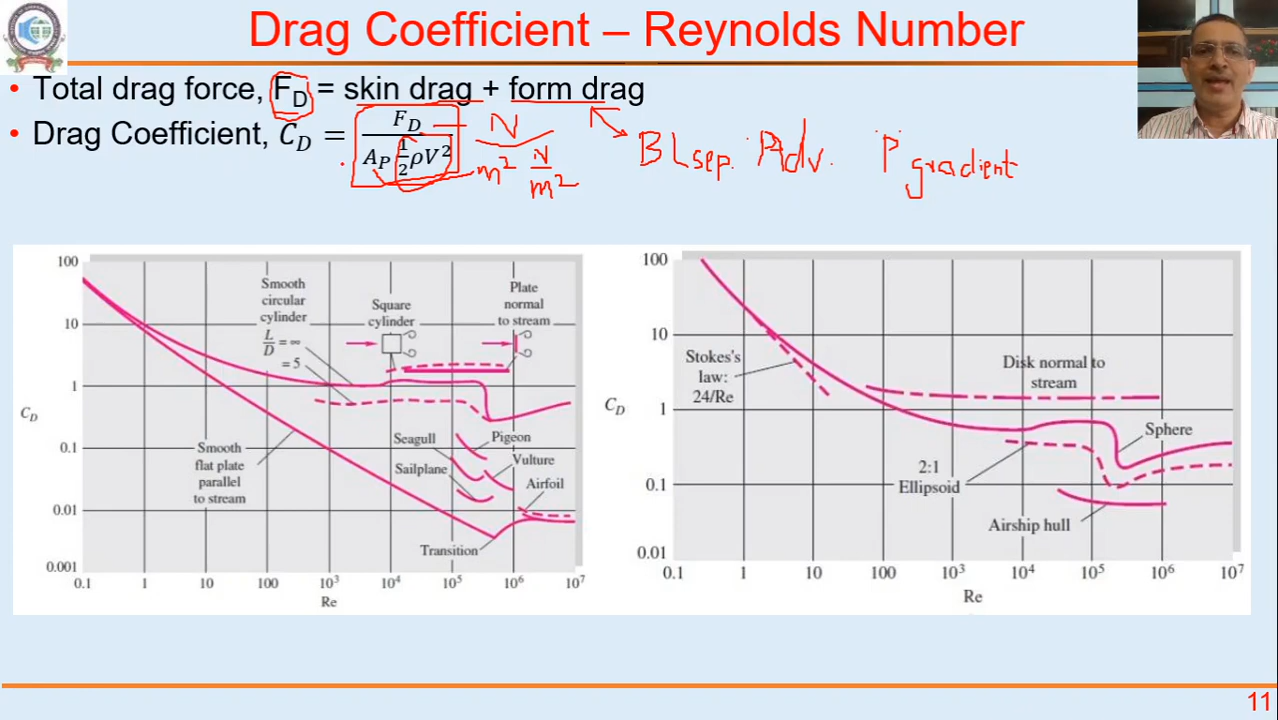 Drag Coefficient – Reynolds Number
• Total drag force, F_D = skin drag + form drag
• Drag Coefficient, C_D = F_D / (A_P 1/2 ρV²)
N / (m² N/m²)
BL sep. Adv. P gradient
100
10
1
0.1
0.01
0.001
C_D
0.1 1 10 100 10³ 10⁴ 10⁵ 10⁶ 10⁷
Re
Smooth
circular
cylinder
L/D = ∞
= 5
Square
cylinder
Plate
normal
to stream
Smooth
flat plate
parallel
to stream
Seagull
Pigeon
Sailplane
Vulture
Airfoil
Transition
100
10
1
0.1
0.01
C_D
0.1 1 10 100 10³ 10⁴ 10⁵ 10⁶ 10⁷
Re
Stokes's
law:
24/Re
Disk normal to
stream
Sphere
2:1
Ellipsoid
Airship hull
11